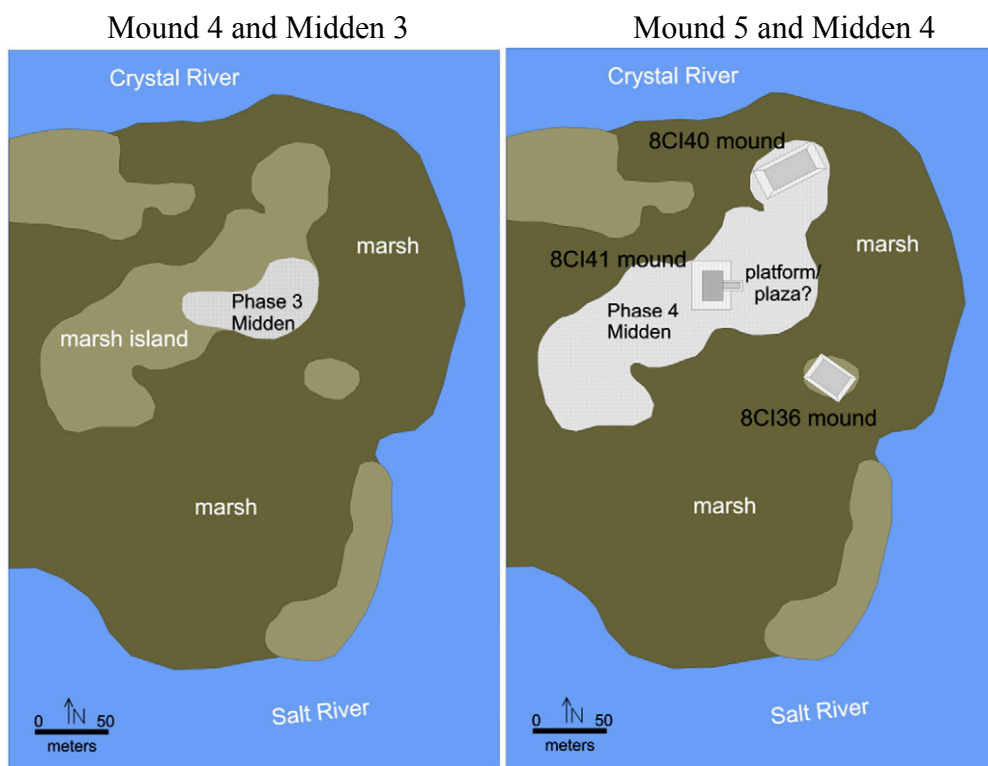 Mound 4 and Midden 3
Crystal River
marsh
Phase 3
Midden
marsh island
marsh
N
0 50
meters
Salt River
Mound 5 and Midden 4
Crystal River
8CI40 mound
marsh
8CI41 mound
platform/
plaza?
Phase 4
Midden
8CI36 mound
marsh
N
0 50
meters
Salt River